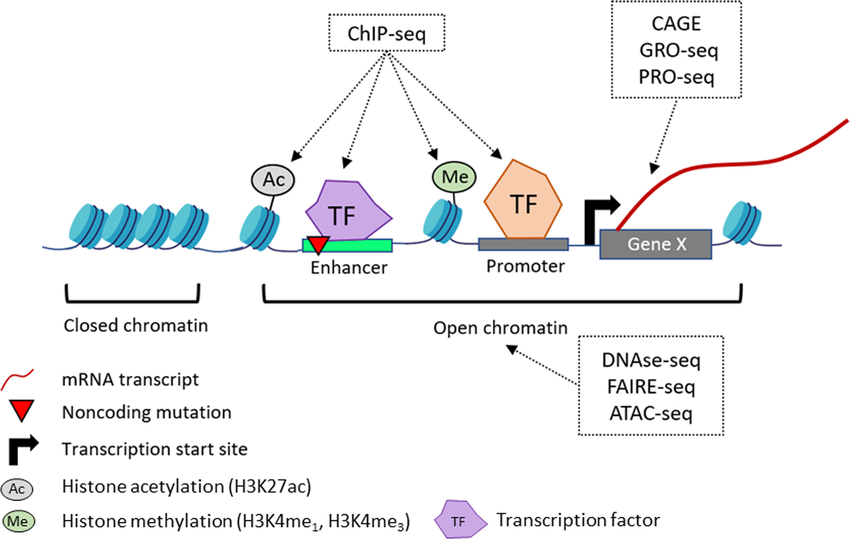 ChIP-seq
CAGE
GRO-seq
PRO-seq
Ac
TF
Me
TF
Gene X
Enhancer
Promoter
Closed chromatin
Open chromatin
DNAse-seq
FAIRE-seq
ATAC-seq
mRNA transcript
Noncoding mutation
Transcription start site
Ac Histone acetylation (H3K27ac)
Me Histone methylation (H3K4me₁, H3K4me₃)
TF Transcription factor